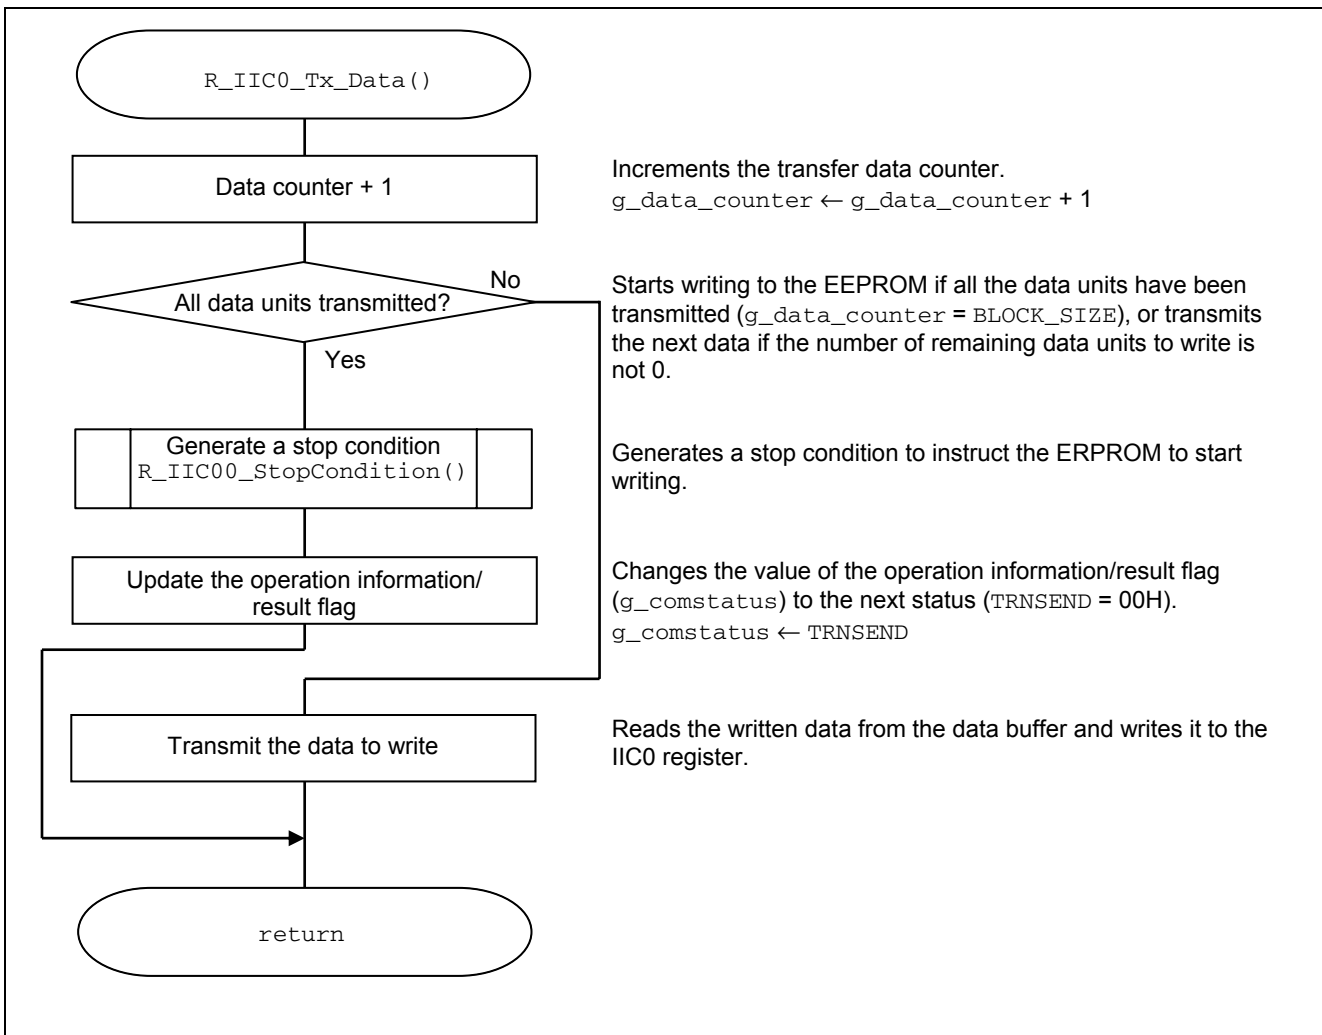 R_IIC0_Tx_Data()
Data counter + 1
Increments the transfer data counter.
g_data_counter ← g_data_counter + 1
All data units transmitted?
No
Yes
Starts writing to the EEPROM if all the data units have been
transmitted (g_data_counter = BLOCK_SIZE), or transmits
the next data if the number of remaining data units to write is
not 0.
Generate a stop condition
R_IIC00_StopCondition()
Generates a stop condition to instruct the ERPROM to start
writing.
Update the operation information/
result flag
Changes the value of the operation information/result flag
(g_comstatus) to the next status (TRNSEND = 00H).
g_comstatus ← TRNSEND
Transmit the data to write
Reads the written data from the data buffer and writes it to the
IIC0 register.
return